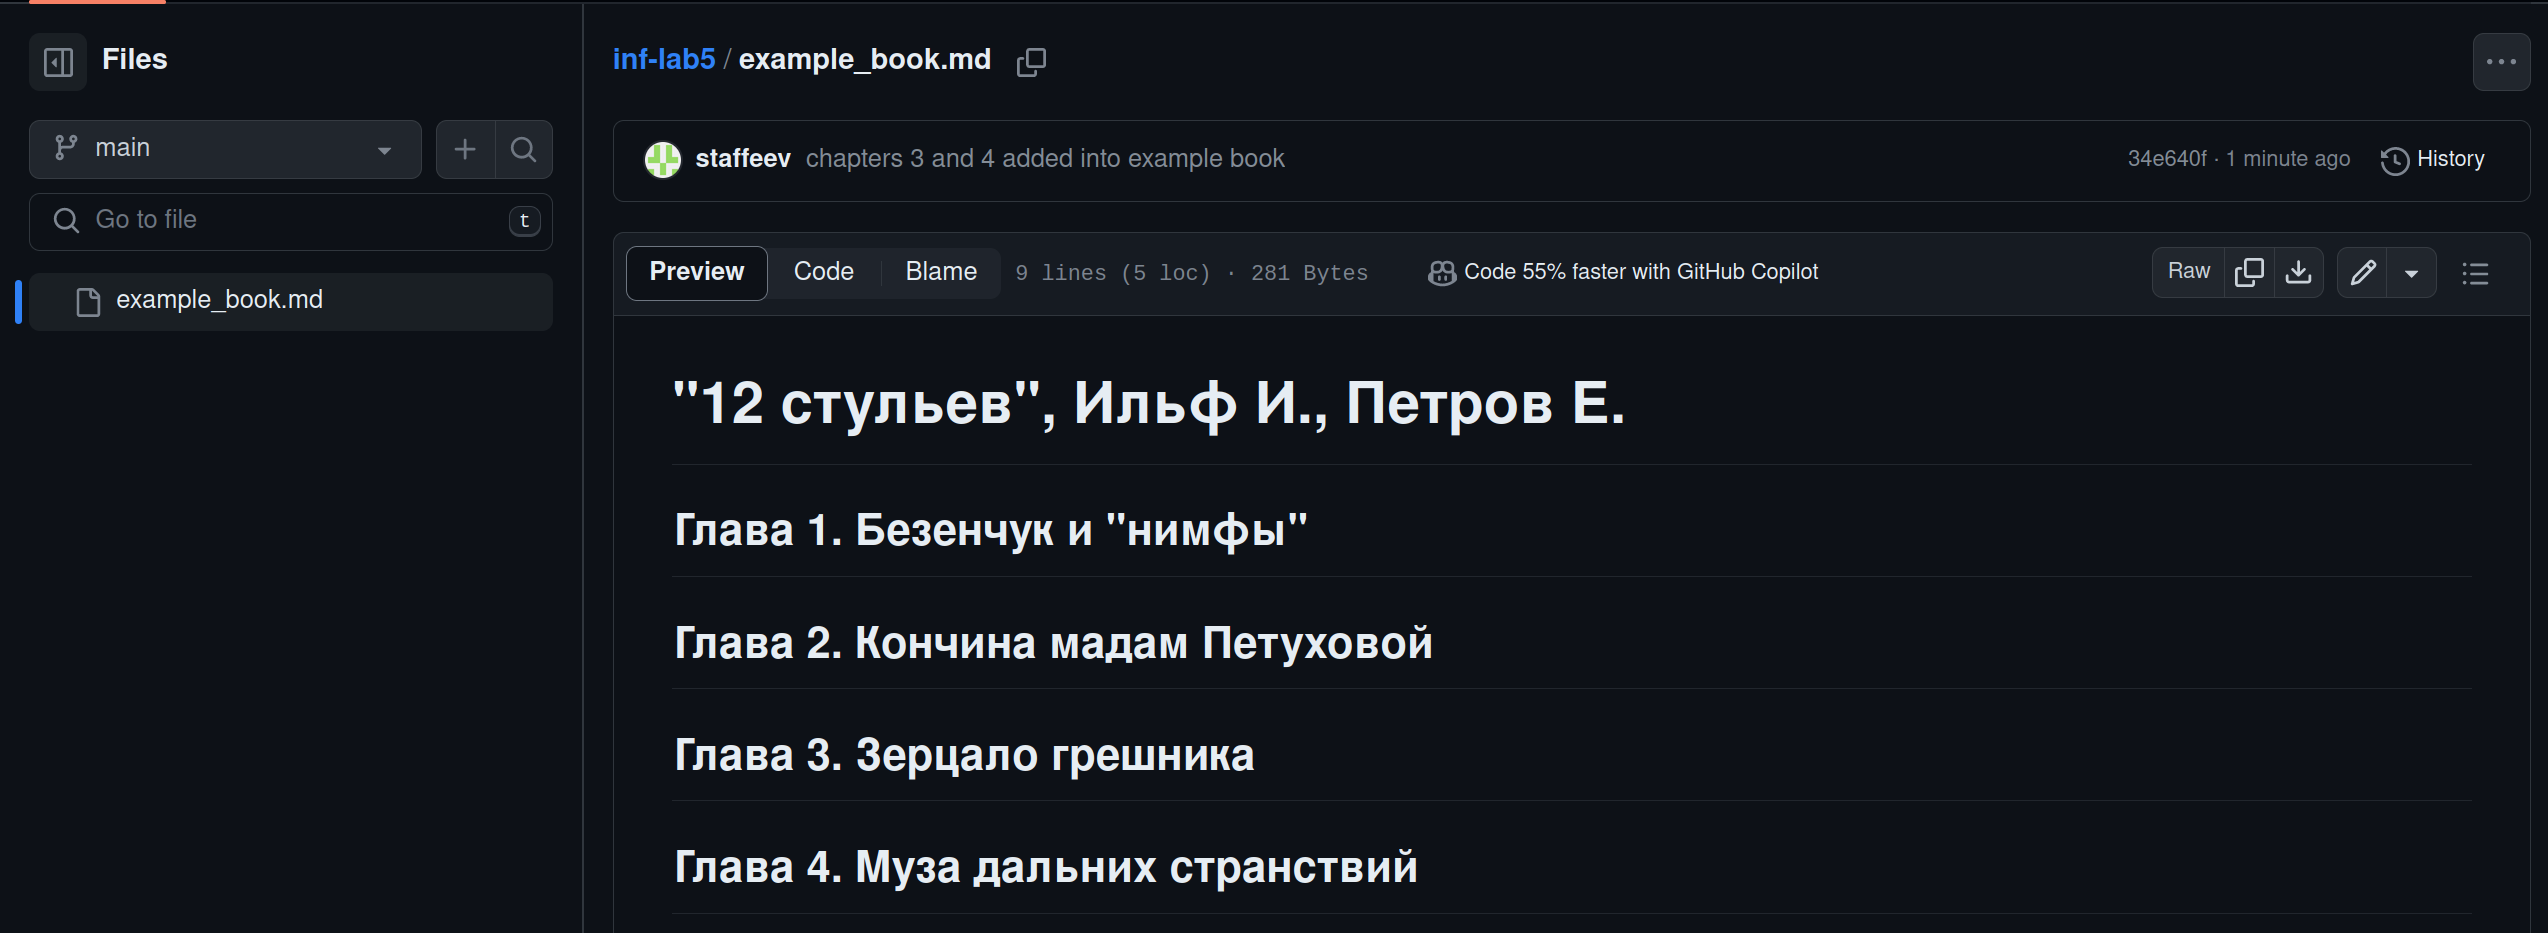 Files
main
Go to file
t
example_book.md
inf-lab5 / example_book.md
staffeev chapters 3 and 4 added into example book
34e640f · 1 minute ago
History
Preview
Code
Blame
9 lines (5 loc) · 281 Bytes
Code 55% faster with GitHub Copilot
Raw
"12 стульев", Ильф И., Петров Е.
Глава 1. Безенчук и "нимфы"
Глава 2. Кончина мадам Петуховой
Глава 3. Зерцало грешника
Глава 4. Муза дальних странствий